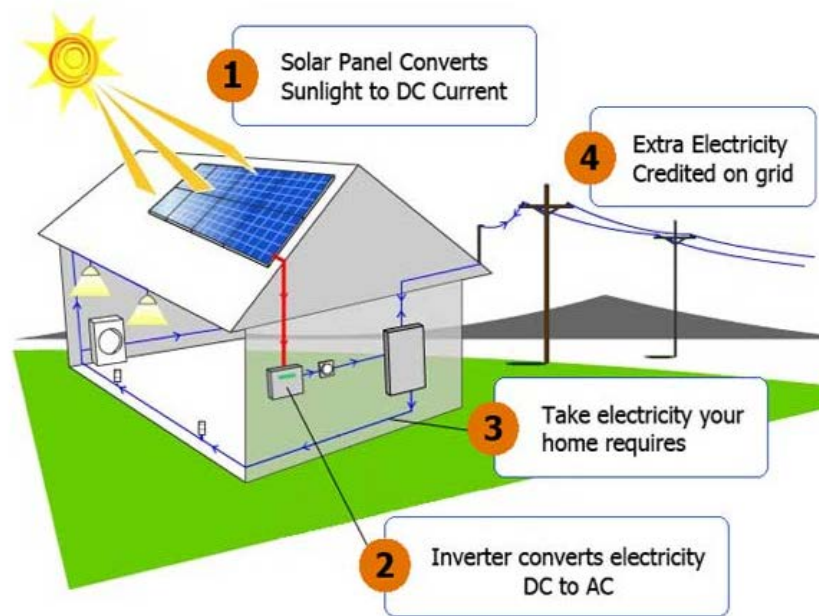 1
Solar Panel Converts
Sunlight to DC Current
4
Extra Electricity
Credited on grid
3
Take electricity your
home requires
2
Inverter converts electricity
DC to AC